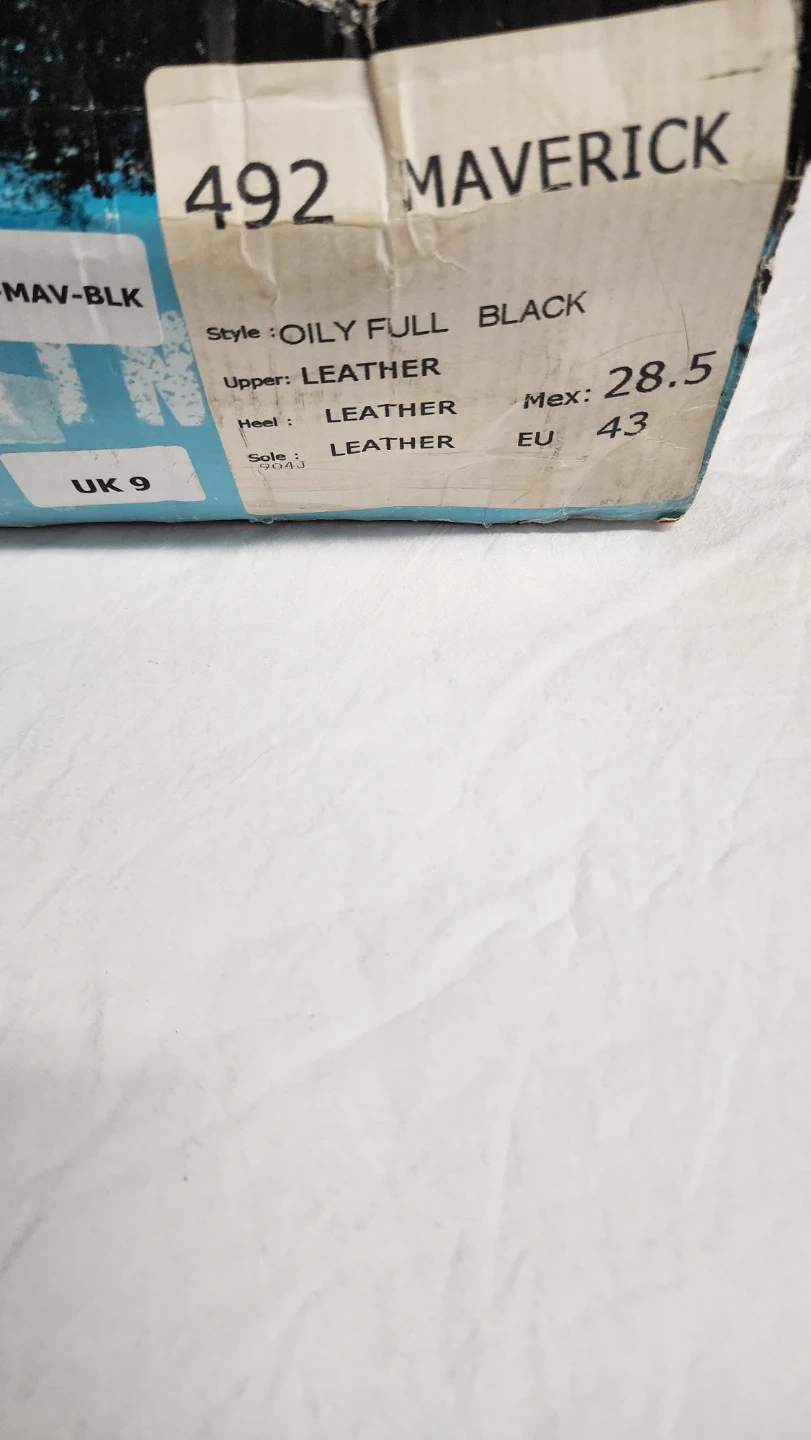 492 MAVERICK
-MAV-BLK
Style : OILY FULL BLACK
Upper: LEATHER
Heel : LEATHER
Mex: 28.5
Sole : LEATHER
EU 43
904J
UK 9